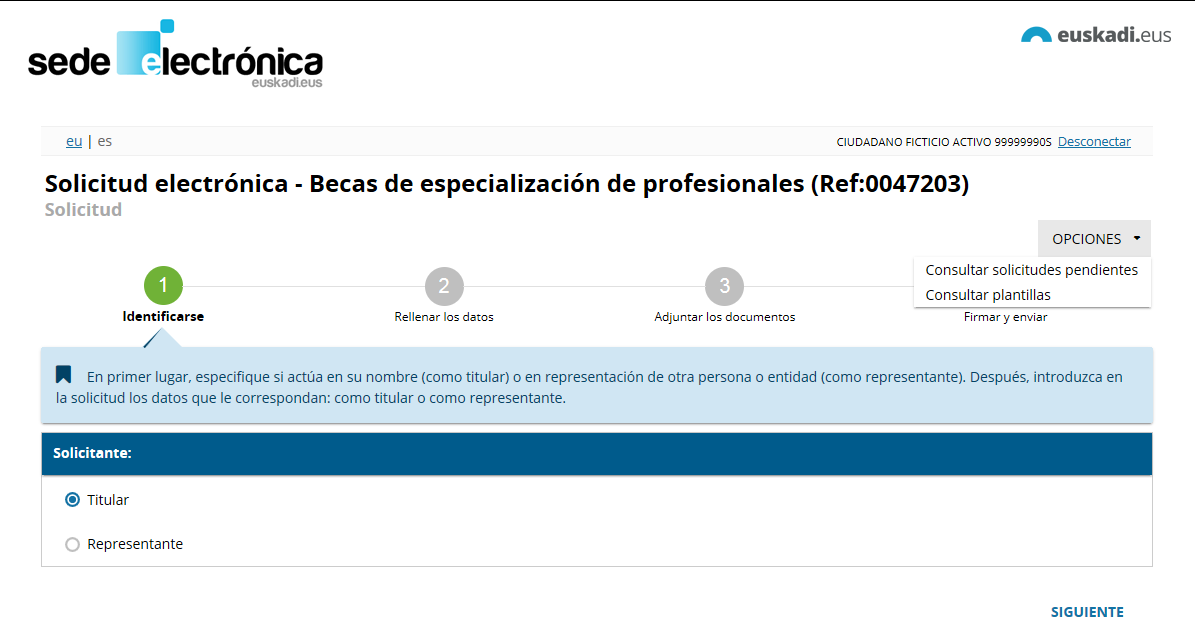 sede electrónica
euskadi.eus
euskadi.eus
eu | es
CIUDADANO FICTICIO ACTIVO 99999990S Desconectar
Solicitud electrónica - Becas de especialización de profesionales (Ref:0047203)
Solicitud
OPCIONES
Consultar solicitudes pendientes
Consultar plantillas
1
2
3
Identificarse
Rellenar los datos
Adjuntar los documentos
Firmar y enviar
En primer lugar, especifique si actúa en su nombre (como titular) o en representación de otra persona o entidad (como representante). Después, introduzca en
la solicitud los datos que le correspondan: como titular o como representante.
Solicitante:
Titular
Representante
SIGUIENTE